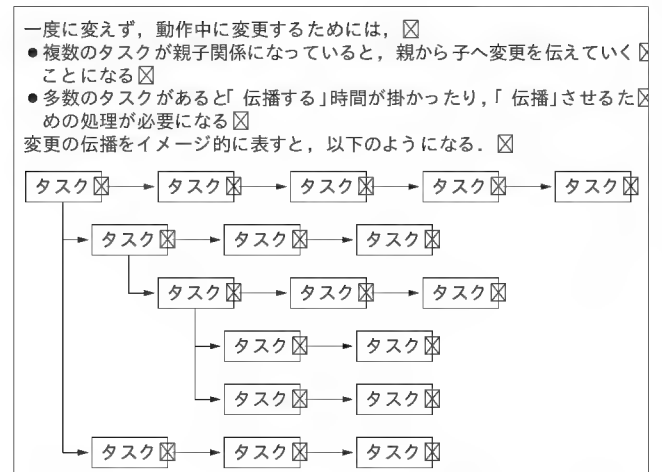 一度に変えず，動作中に変更するためには，☒
●複数のタスクが親子関係になっていると，親から子へ変更を伝えていく☒
ことになる☒
●多数のタスクがあると「伝播する」時間が掛かったり，「伝播」させるた☒
めの処理が必要になる☒
変更の伝播をイメージ的に表すと，以下のようになる．☒
タスク☒ タスク☒ タスク☒ タスク☒ タスク☒
タスク☒ タスク☒ タスク☒
タスク☒ タスク☒ タスク☒
タスク☒ タスク☒
タスク☒ タスク☒
タスク☒ タスク☒ タスク☒